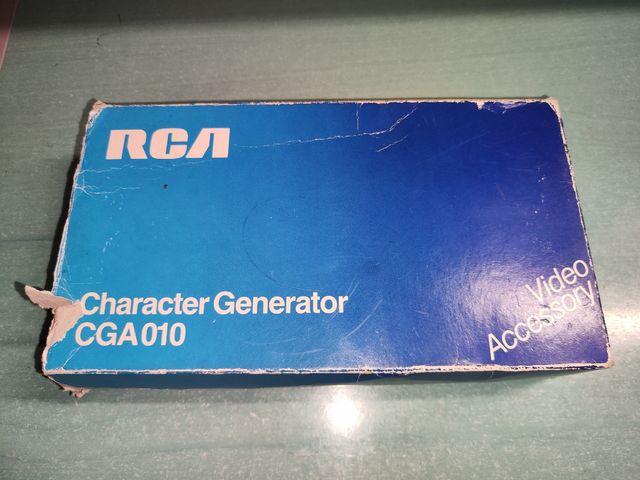 RCA
Character Generator
CGA010
Video
Accessory